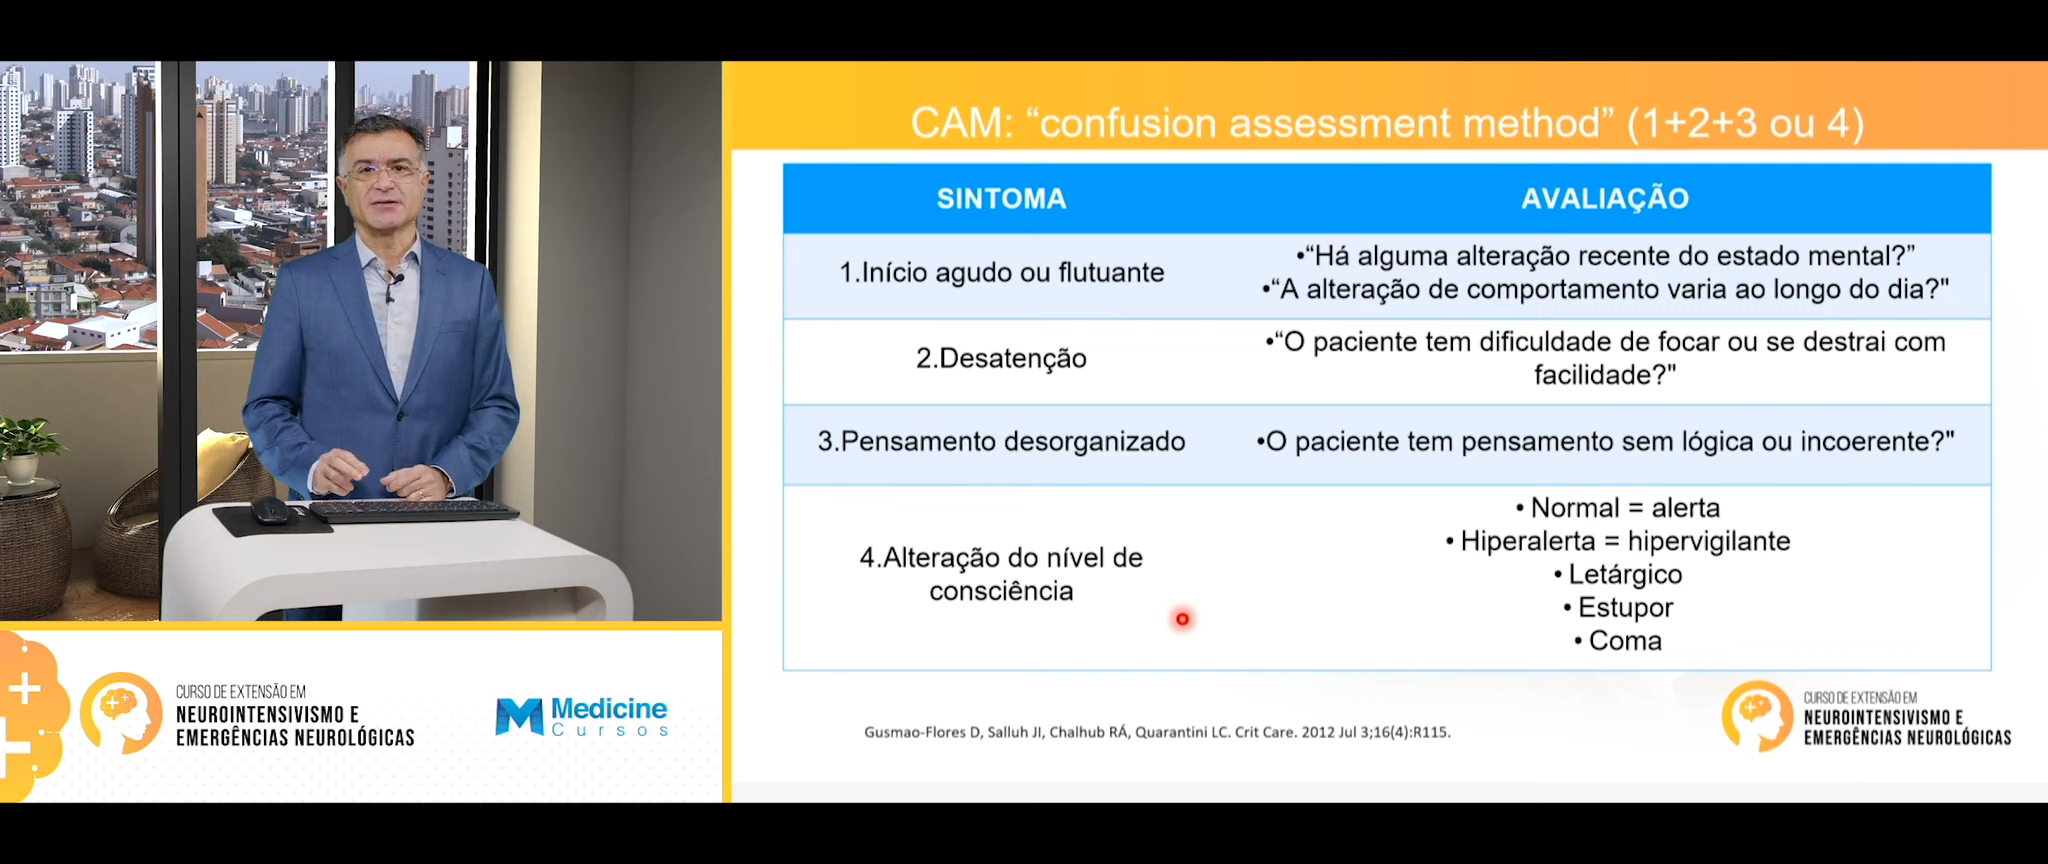 CAM: “confusion assessment method” (1+2+3 ou 4)
SINTOMA
AVALIAÇÃO
1.Início agudo ou flutuante
•“Há alguma alteração recente do estado mental?”
•“A alteração de comportamento varia ao longo do dia?"
2.Desatenção
•“O paciente tem dificuldade de focar ou se destrai com
facilidade?"
3.Pensamento desorganizado
•O paciente tem pensamento sem lógica ou incoerente?"
4.Alteração do nível de
consciência
• Normal = alerta
• Hiperalerta = hipervigilante
• Letárgico
• Estupor
• Coma
Gusmao-Flores D, Salluh JI, Chalhub RÁ, Quarantini LC. Crit Care. 2012 Jul 3;16(4):R115.
CURSO DE EXTENSÃO EM
NEUROINTENSIVISMO E
EMERGÊNCIAS NEUROLÓGICAS
Medicine
Cursos
CURSO DE EXTENSÃO EM
NEUROINTENSIVISMO E
EMERGÊNCIAS NEUROLÓGICAS